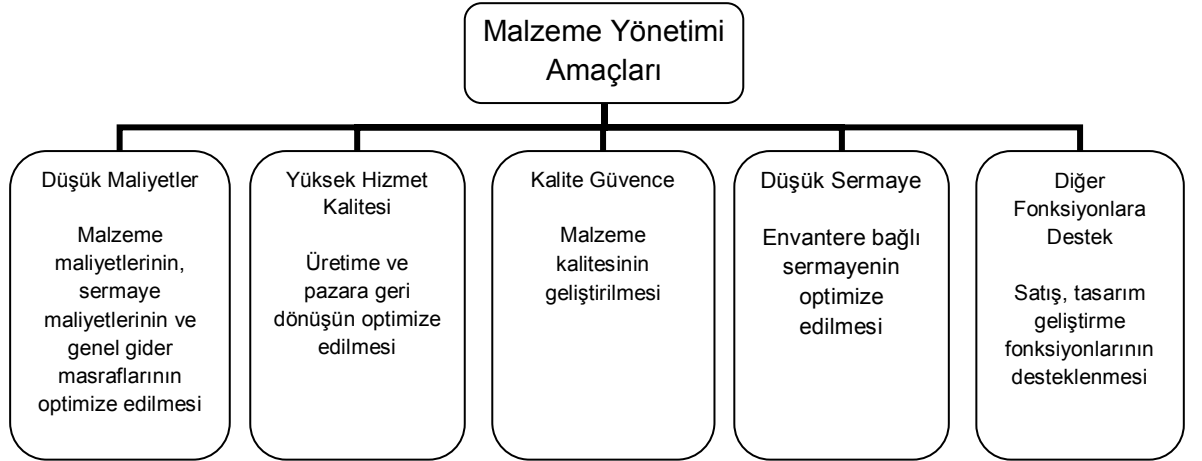 Malzeme Yönetimi
Amaçları
Düşük Maliyetler
Malzeme
maliyetlerinin,
sermaye
maliyetlerinin ve
genel gider
masraflarının
optimize edilmesi
Yüksek Hizmet
Kalitesi
Üretime ve
pazara geri
dönüşün optimize
edilmesi
Kalite Güvence
Malzeme
kalitesinin
geliştirilmesi
Düşük Sermaye
Envantere bağlı
sermayenin
optimize
edilmesi
Diğer
Fonksiyonlara
Destek
Satış, tasarım
geliştirme
fonksiyonlarının
desteklenmesi